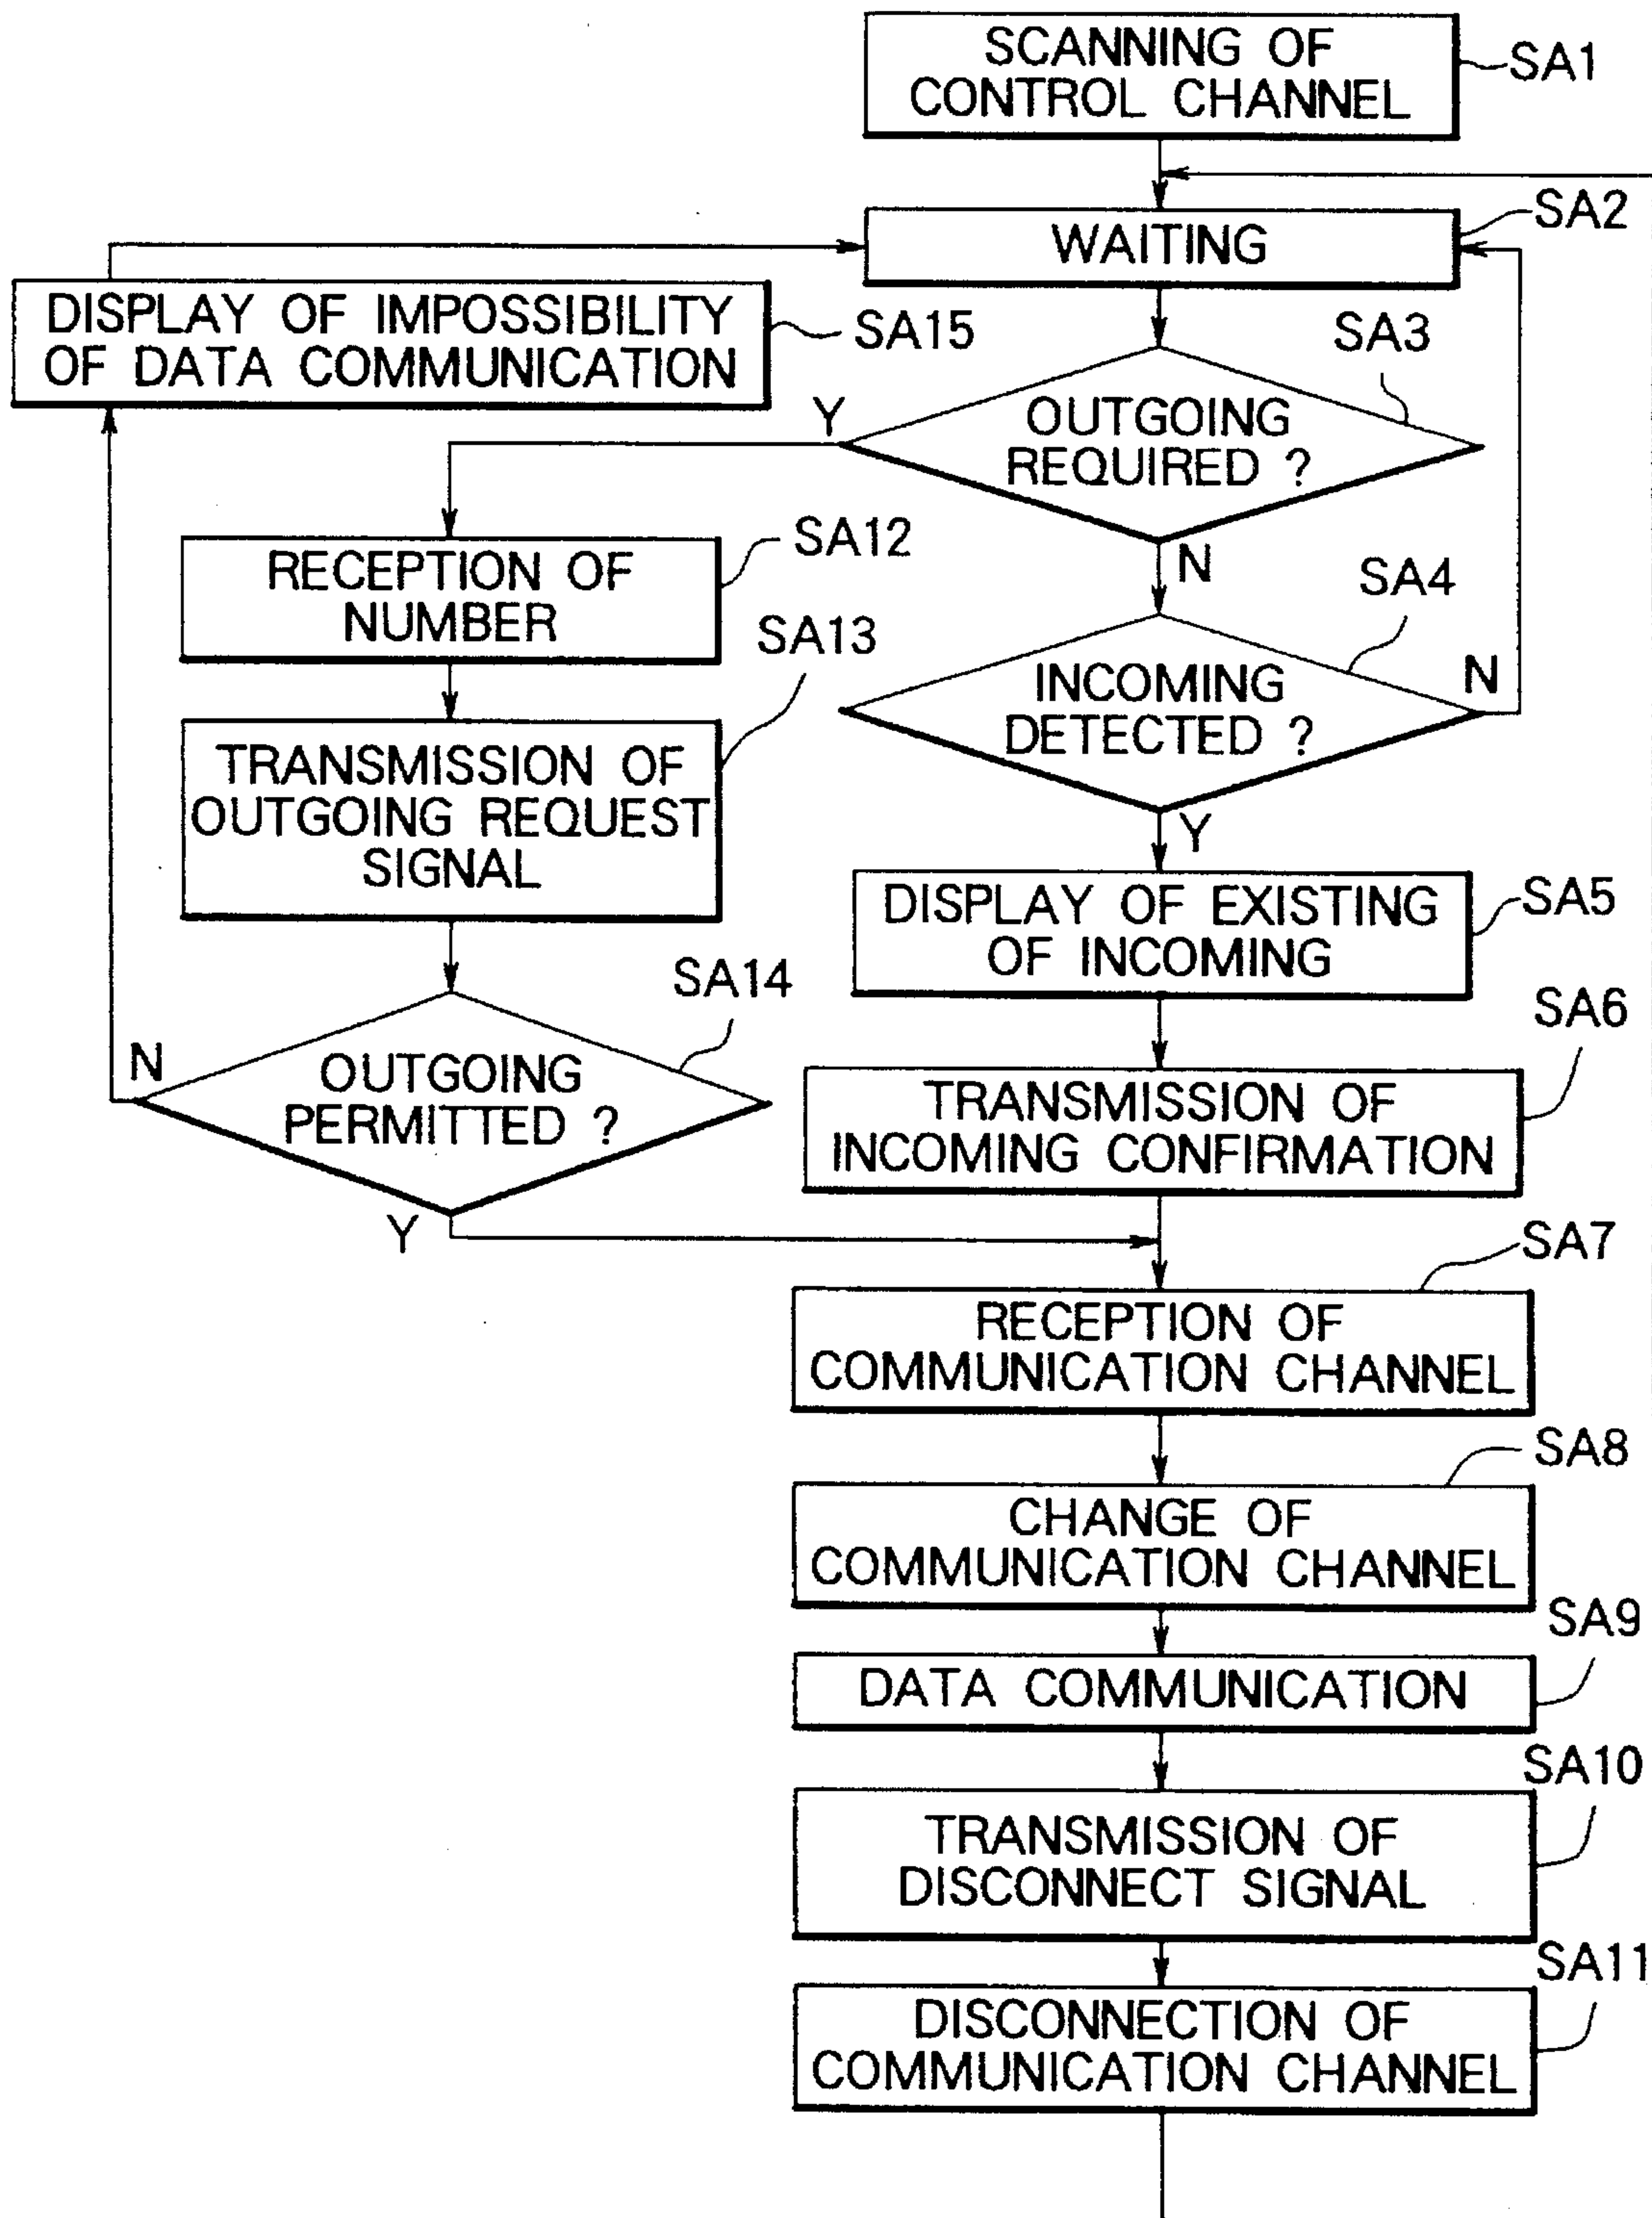 SCANNING OF
CONTROL CHANNEL
SA1
WAITING
SA2
DISPLAY OF IMPOSSIBILITY
OF DATA COMMUNICATION
SA15
SA3
Y
OUTGOING
REQUIRED ?
N
SA12
RECEPTION OF
NUMBER
SA4
SA13
INCOMING
DETECTED ?
N
Y
TRANSMISSION OF
OUTGOING REQUEST
SIGNAL
DISPLAY OF EXISTING
OF INCOMING
SA5
SA14
N
OUTGOING
PERMITTED ?
Y
SA6
TRANSMISSION OF
INCOMING CONFIRMATION
SA7
RECEPTION OF
COMMUNICATION CHANNEL
SA8
CHANGE OF
COMMUNICATION CHANNEL
SA9
DATA COMMUNICATION
SA10
TRANSMISSION OF
DISCONNECT SIGNAL
SA11
DISCONNECTION OF
COMMUNICATION CHANNEL